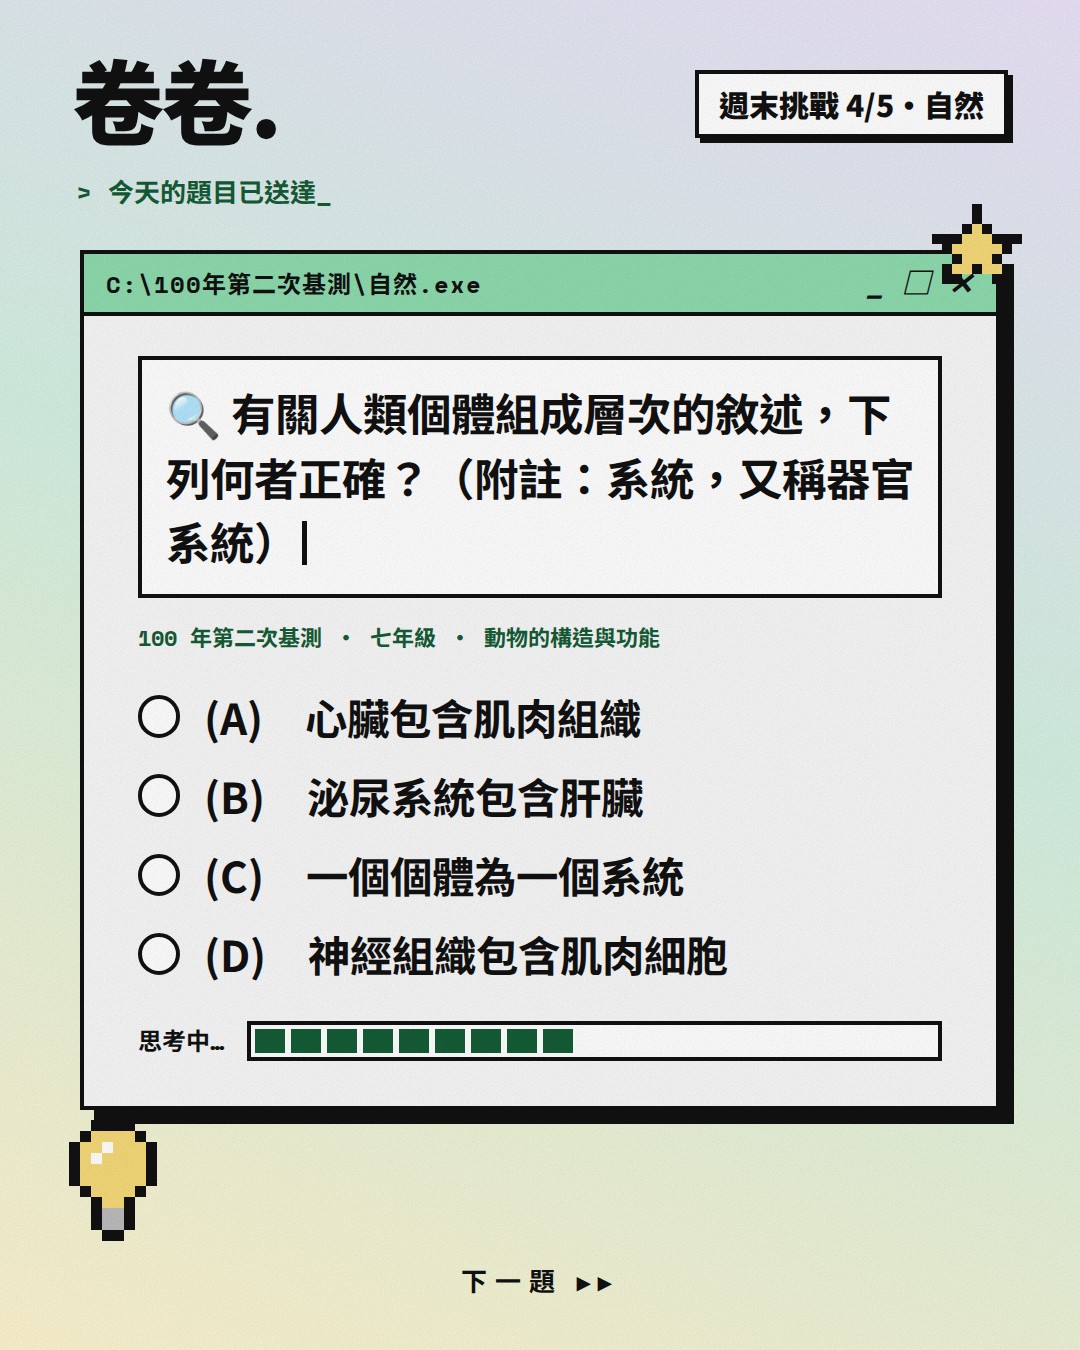 卷卷.
週末挑戰 4/5・自然
> 今天的題目已送達_
C:\100年第二次基測\自然.exe
_ □ ×
🔍 有關人類個體組成層次的敘述，下
列何者正確？（附註：系統，又稱器官
系統）
100 年第二次基測 ・ 七年級 ・ 動物的構造與功能
(A) 心臟包含肌肉組織
(B) 泌尿系統包含肝臟
(C) 一個個體為一個系統
(D) 神經組織包含肌肉細胞
思考中…
下一題 ▸▸